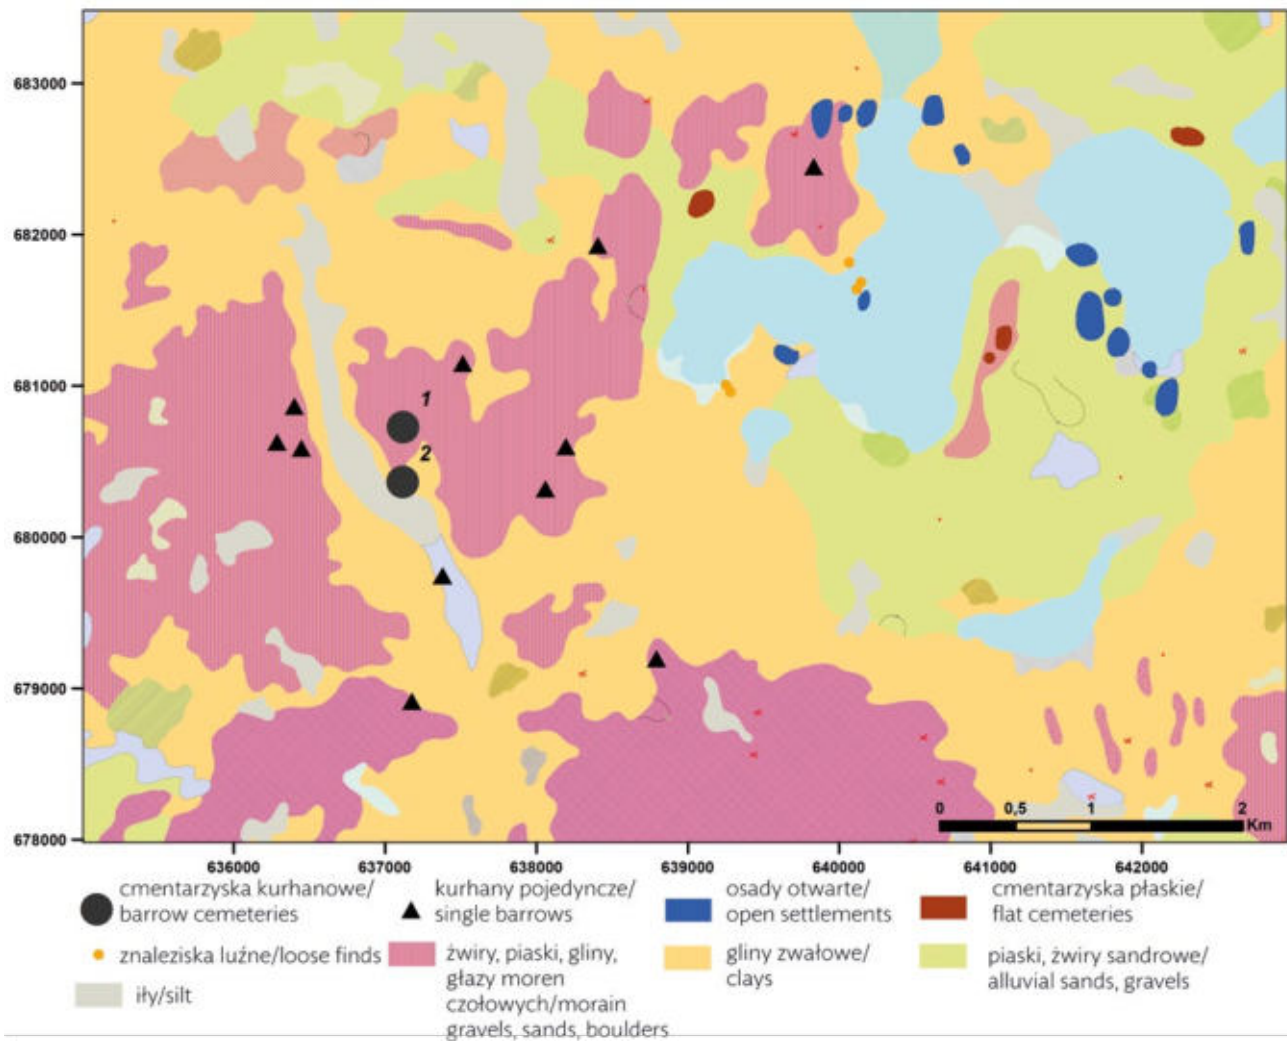 683000
682000
681000
680000
679000
678000
1
2
0 0,5 1 2
Km
636000 637000 638000 639000 640000 641000 642000
cmentarzyska kurhanowe/
barrow cemeteries
kurhany pojedyncze/
single barrows
osady otwarte/
open settlements
cmentarzyska płaskie/
flat cemeteries
znaleziska luźne/loose finds
żwiry, piaski, gliny,
głazy moren
czołowych/morain
gravels, sands, boulders
gliny zwałowe/
clays
piaski, żwiry sandrowe/
alluvial sands, gravels
iły/silt